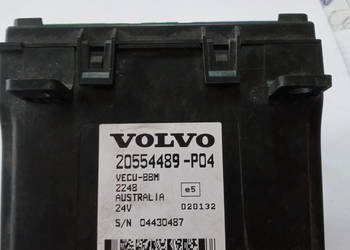 VOLVO
20554489-P04
VECU-BBM
2248 e5
AUSTRALIA
24V 020132
S/N 04430487